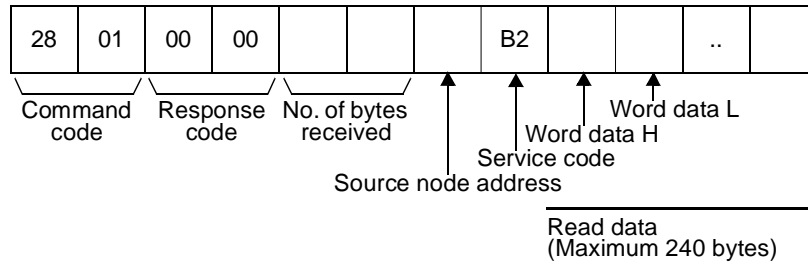 28 01 00 00 B2 ..
Command code
Response code
No. of bytes received
Word data L
Word data H
Service code
Source node address
Read data
(Maximum 240 bytes)